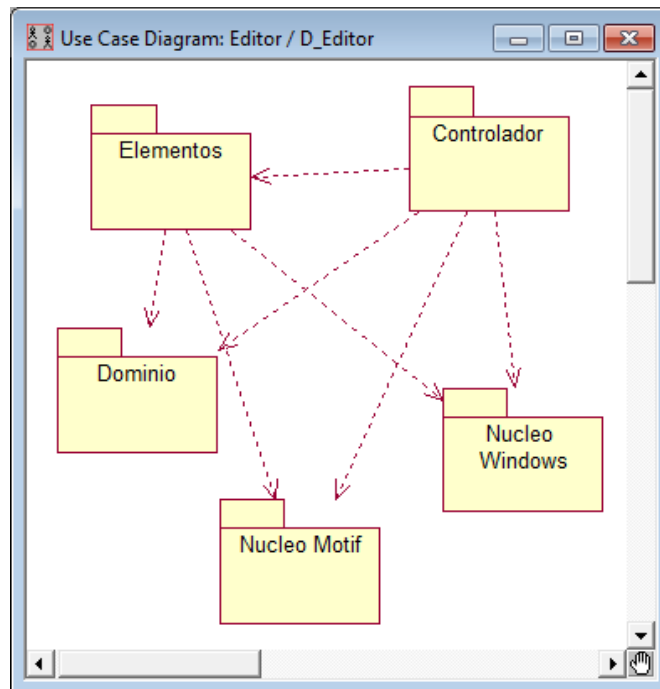 Use Case Diagram: Editor / D_Editor
Elementos
Controlador
Dominio
Nucleo
Windows
Nucleo Motif